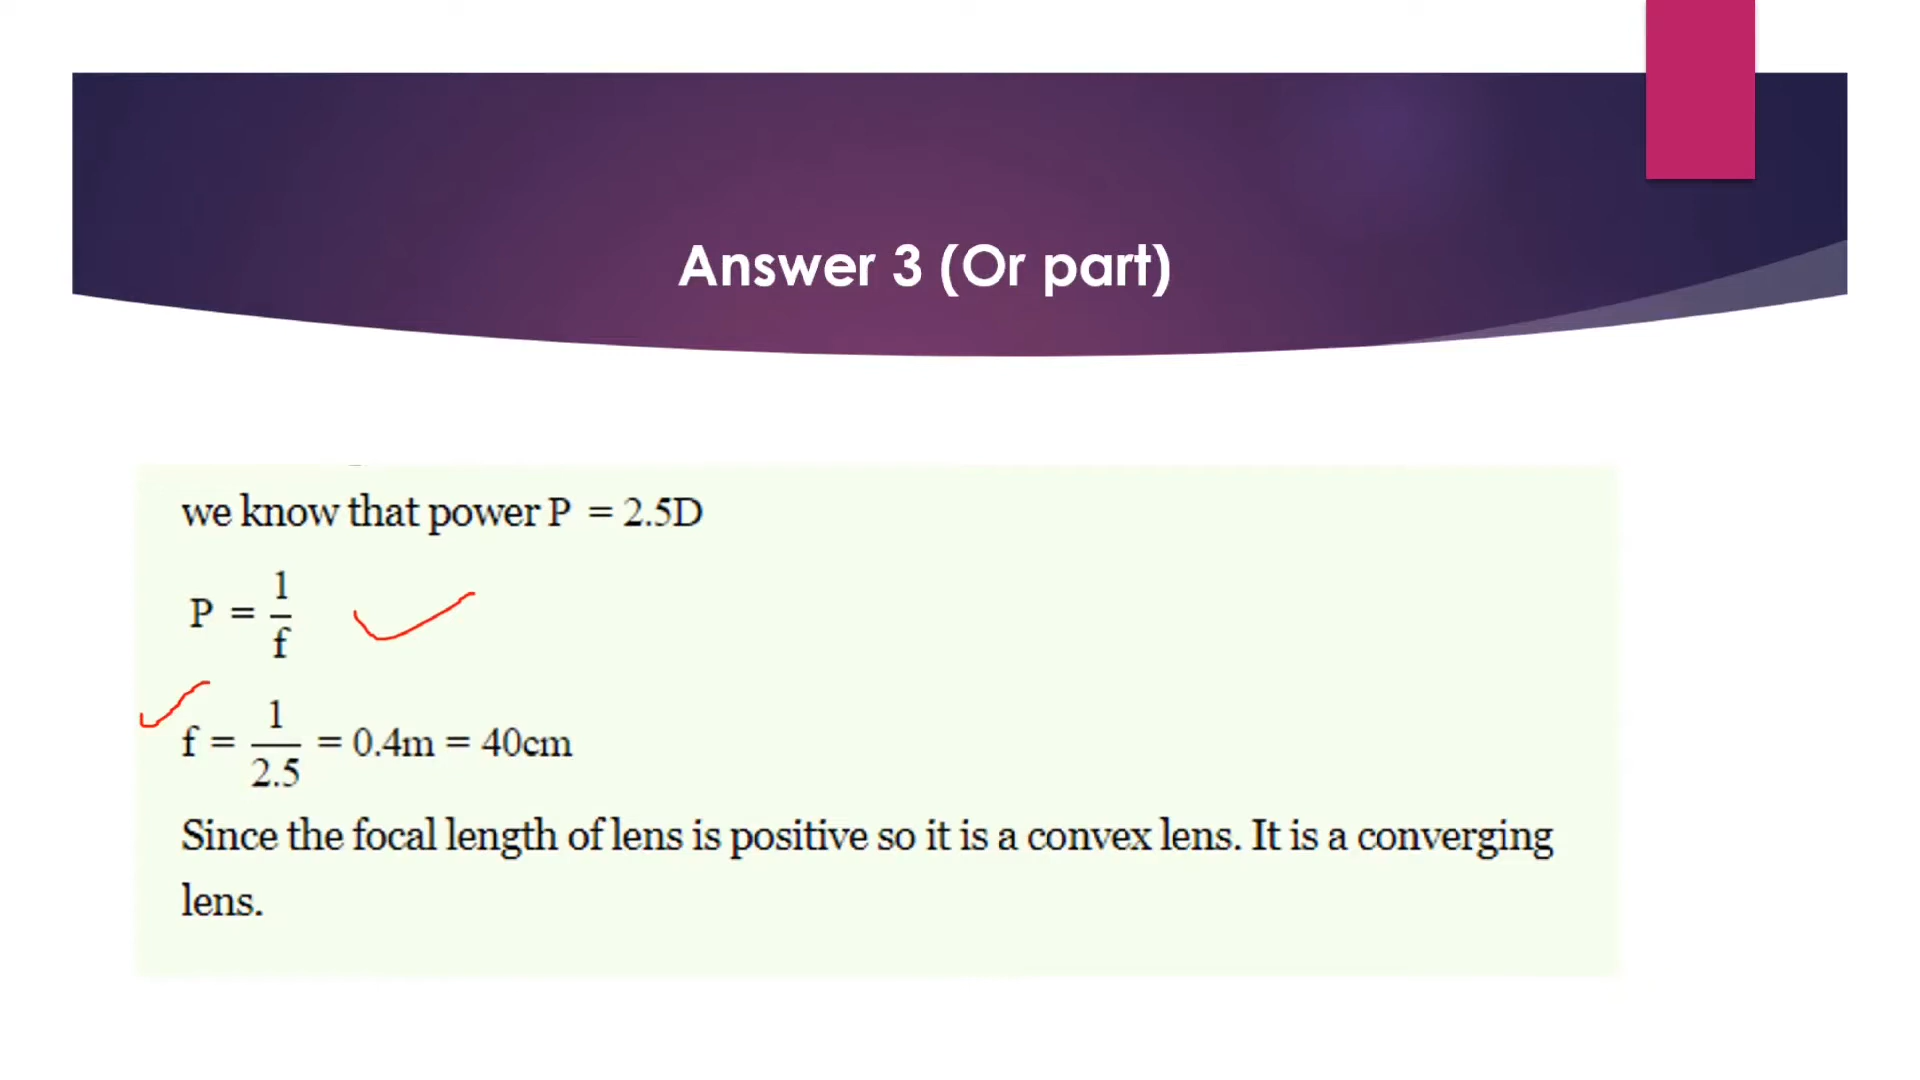 Answer 3 (Or part)
we know that power P = 2.5D
P = 1/f
f = 1/2.5 = 0.4m = 40cm
Since the focal length of lens is positive so it is a convex lens. It is a converging
lens.